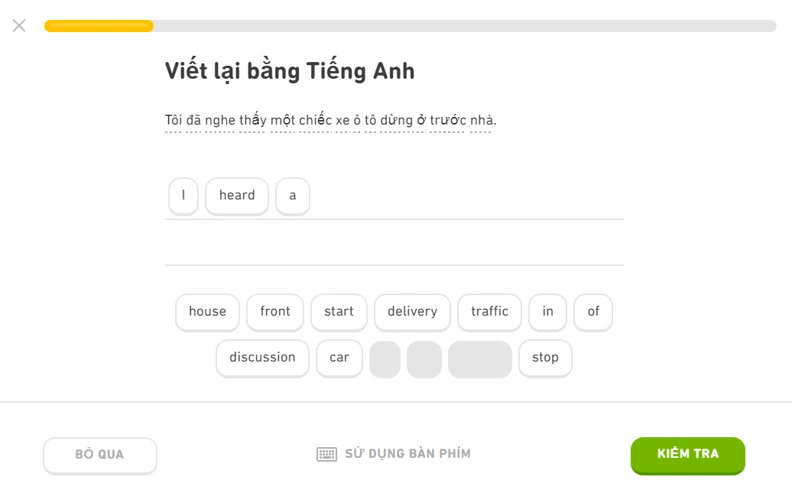 Viết lại bằng Tiếng Anh
Tôi đã nghe thấy một chiếc xe ô tô dừng ở trước nhà.
I heard a
house front start delivery traffic in of
discussion car stop
BỎ QUA SỬ DỤNG BÀN PHÍM KIỂM TRA